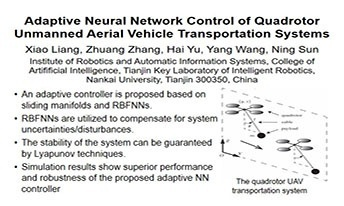 Adaptive Neural Network Control of Quadrotor
Unmanned Aerial Vehicle Transportation Systems
Xiao Liang, Zhuang Zhang, Hai Yu, Yang Wang, Ning Sun
Institute of Robotics and Automatic Information Systems, College of
Artifificial Intelligence, Tianjin Key Laboratory of Intelligent Robotics,
Nankai University, Tianjin 300350, China
• An adaptive controller is proposed based on
sliding manifolds and RBFNNs.
• RBFNNs are utilized to compensate for system
uncertainties/disturbances.
• The stability of the system can be guaranteed
by Lyapunov techniques.
• Simulation results show superior performance
and robustness of the proposed adaptive NN
controller
quadrotor
cable
payload
The quadrotor UAV
transportation system